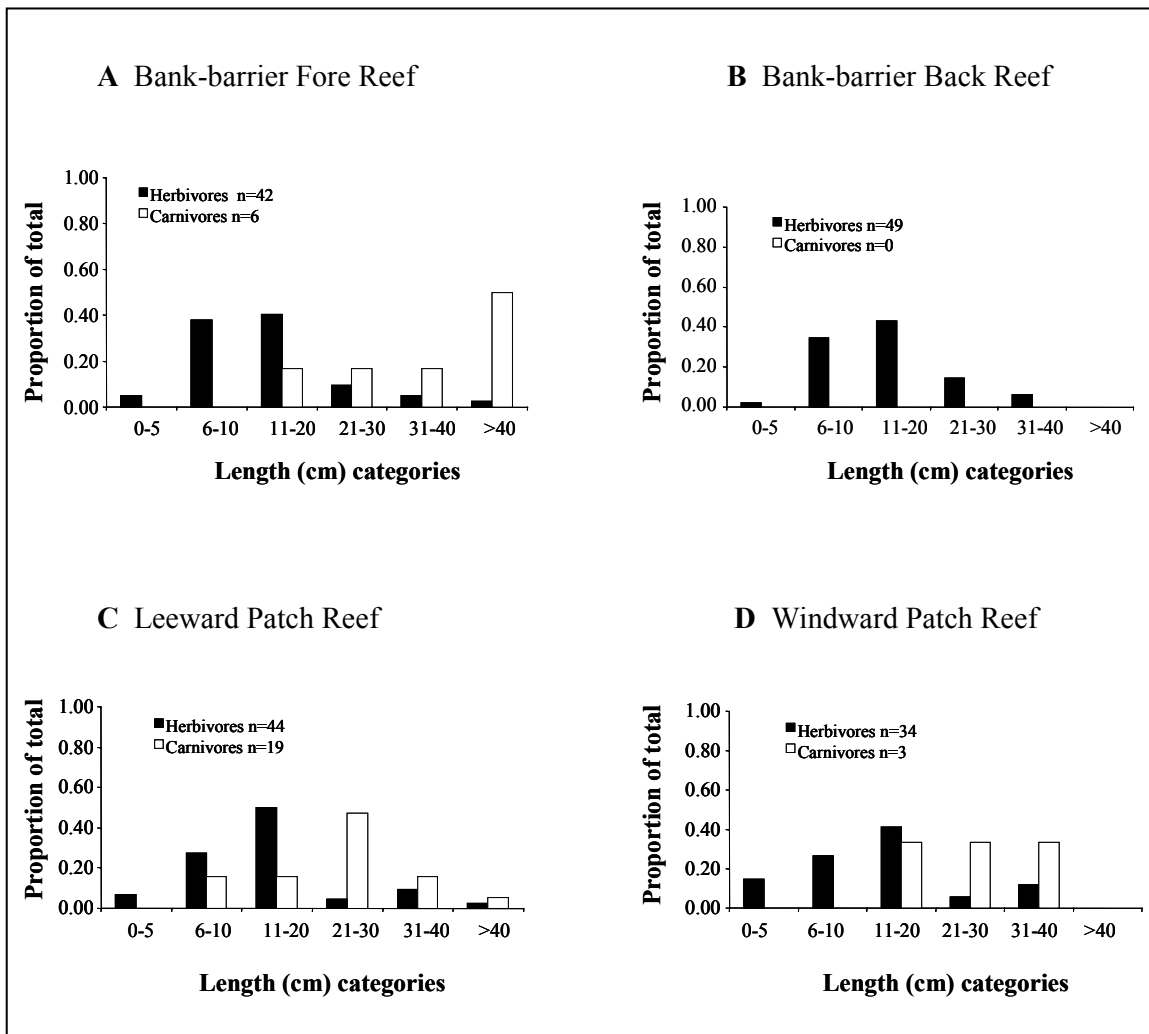 A Bank-barrier Fore Reef
Proportion of total
1.00
0.80
0.60
0.40
0.20
0.00
Herbivores n=42
Carnivores n=6
0-5 6-10 11-20 21-30 31-40 >40
Length (cm) categories
B Bank-barrier Back Reef
Proportion of total
1.00
0.80
0.60
0.40
0.20
0.00
Herbivores n=49
Carnivores n=0
0-5 6-10 11-20 21-30 31-40 >40
Length (cm) categories
C Leeward Patch Reef
Proportion of total
1.00
0.80
0.60
0.40
0.20
0.00
Herbivores n=44
Carnivores n=19
0-5 6-10 11-20 21-30 31-40 >40
Length (cm) categories
D Windward Patch Reef
Proportion of total
1.00
0.80
0.60
0.40
0.20
0.00
Herbivores n=34
Carnivores n=3
0-5 6-10 11-20 21-30 31-40 >40
Length (cm) categories